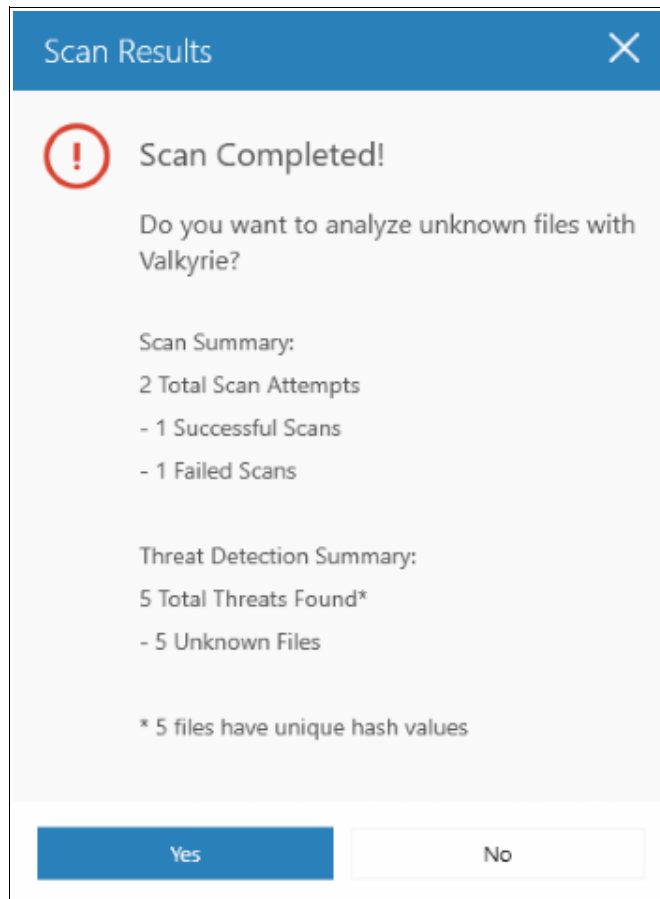 Scan Results
Scan Completed!
Do you want to analyze unknown files with
Valkyrie?
Scan Summary:
2 Total Scan Attempts
- 1 Successful Scans
- 1 Failed Scans
Threat Detection Summary:
5 Total Threats Found*
- 5 Unknown Files
* 5 files have unique hash values
Yes
No